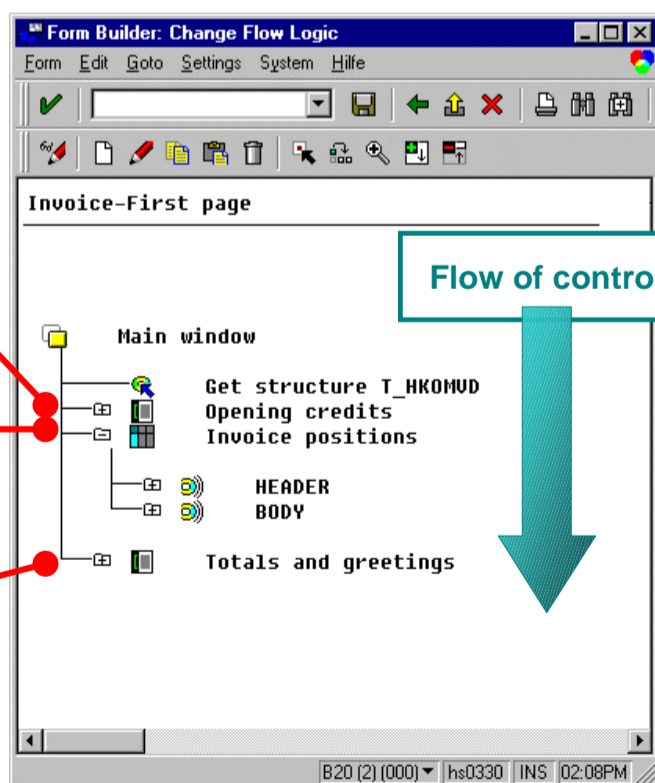 Form Builder: Change Flow Logic
Form Edit Goto Settings System Hilfe
Invoice-First page
Flow of contro
Main window
Get structure T_HKOMVD
Opening credits
Invoice positions
HEADER
BODY
Totals and greetings
B20 (2) (000) hs0330 INS 02:08PM